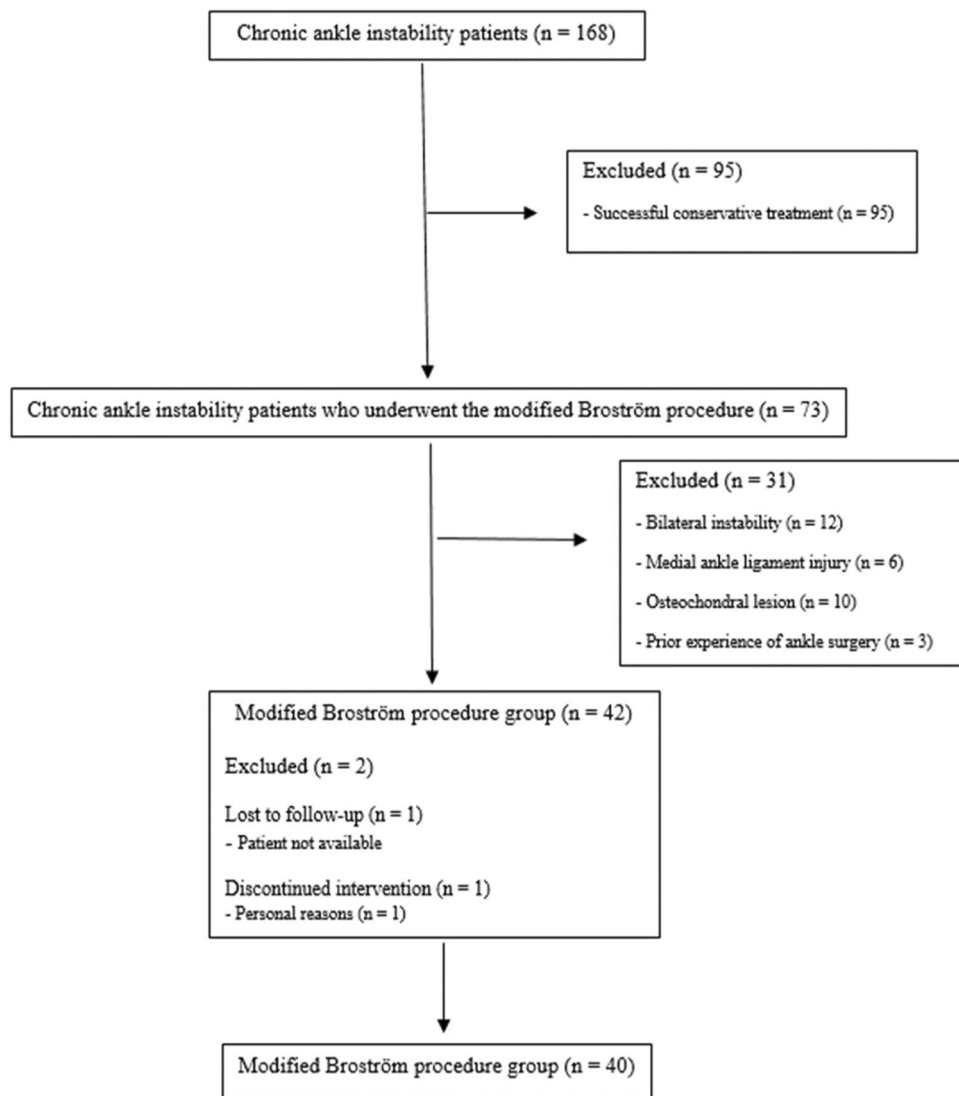 Chronic ankle instability patients (n = 168)
Excluded (n = 95)
- Successful conservative treatment (n = 95)
Chronic ankle instability patients who underwent the modified Broström procedure (n = 73)
Excluded (n = 31)
- Bilateral instability (n = 12)
- Medial ankle ligament injury (n = 6)
- Osteochondral lesion (n = 10)
- Prior experience of ankle surgery (n = 3)
Modified Broström procedure group (n = 42)
Excluded (n = 2)
Lost to follow-up (n = 1)
- Patient not available
Discontinued intervention (n = 1)
- Personal reasons (n = 1)
Modified Broström procedure group (n = 40)